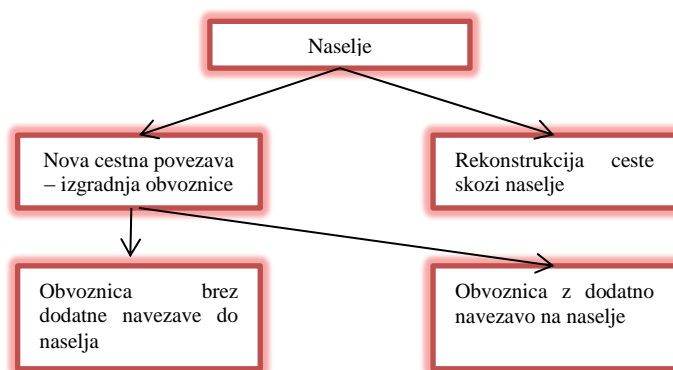 Naselje
Nova cestna povezava
– izgradnja obvoznice
Rekonstrukcija ceste
skozi naselje
Obvoznica brez
dodatne navezave do
naselja
Obvoznica z dodatno
navezavo na naselje